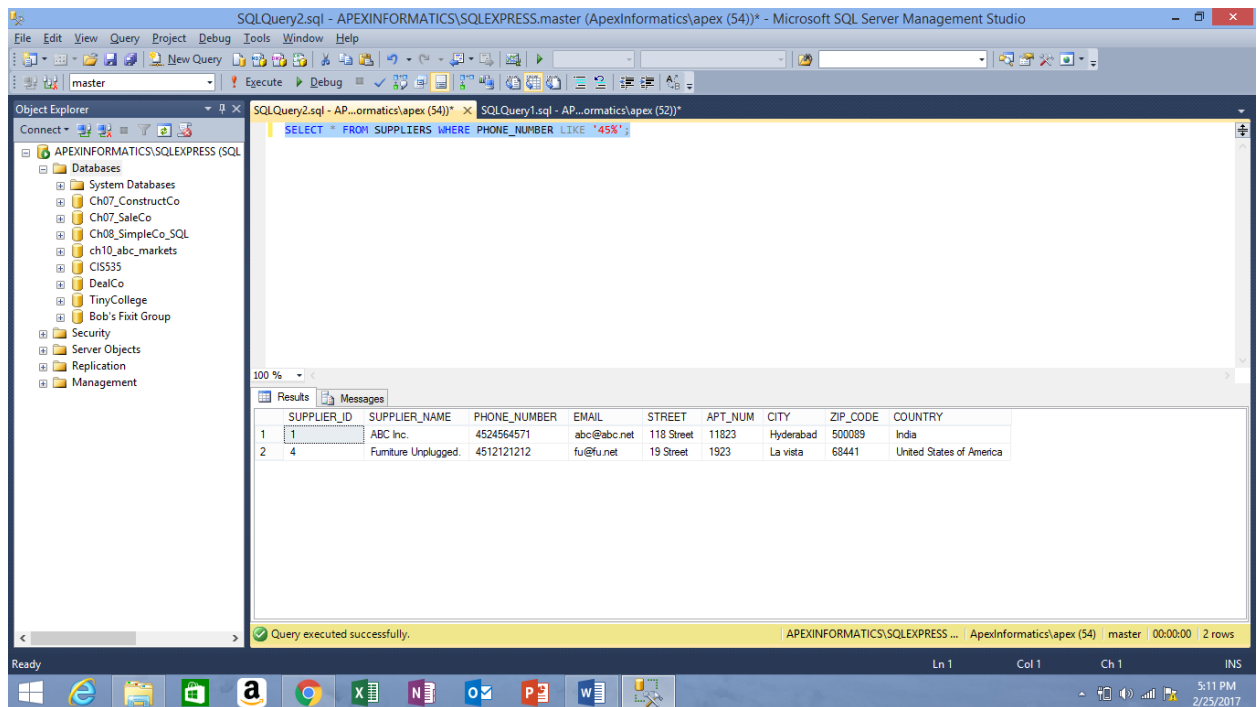 SQLQuery2.sql - APEXINFORMATICS\SQLEXPRESS.master (ApexInformatics\apex (54))* - Microsoft SQL Server Management Studio
File Edit View Query Project Debug Tools Window Help
New Query
master Execute Debug
Object Explorer
SQLQuery2.sql - AP...ormatics\apex (54))* SQLQuery1.sql - AP...ormatics\apex (52))*
Connect
SELECT * FROM SUPPLIERS WHERE PHONE_NUMBER LIKE '45%';
APEXINFORMATICS\SQLEXPRESS (SQL
Databases
System Databases
Ch07_ConstructCo
Ch07_SaleCo
Ch08_SimpleCo_SQL
ch10_abc_markets
CIS535
DealCo
TinyCollege
Bob's Fixit Group
Security
Server Objects
Replication
Management
100 %
Results Messages
SUPPLIER_ID SUPPLIER_NAME PHONE_NUMBER EMAIL STREET APT_NUM CITY ZIP_CODE COUNTRY
1 1 ABC Inc. 4524564571 abc@abc.net 118 Street 11823 Hyderabad 500089 India
2 4 Furniture Unplugged. 4512121212 fu@fu.net 19 Street 1923 La vista 68441 United States of America
Query executed successfully. APEXINFORMATICS\SQLEXPRESS ... ApexInformatics\apex (54) master 00:00:00 2 rows
Ready Ln 1 Col 1 Ch 1 INS
5:11 PM
2/25/2017